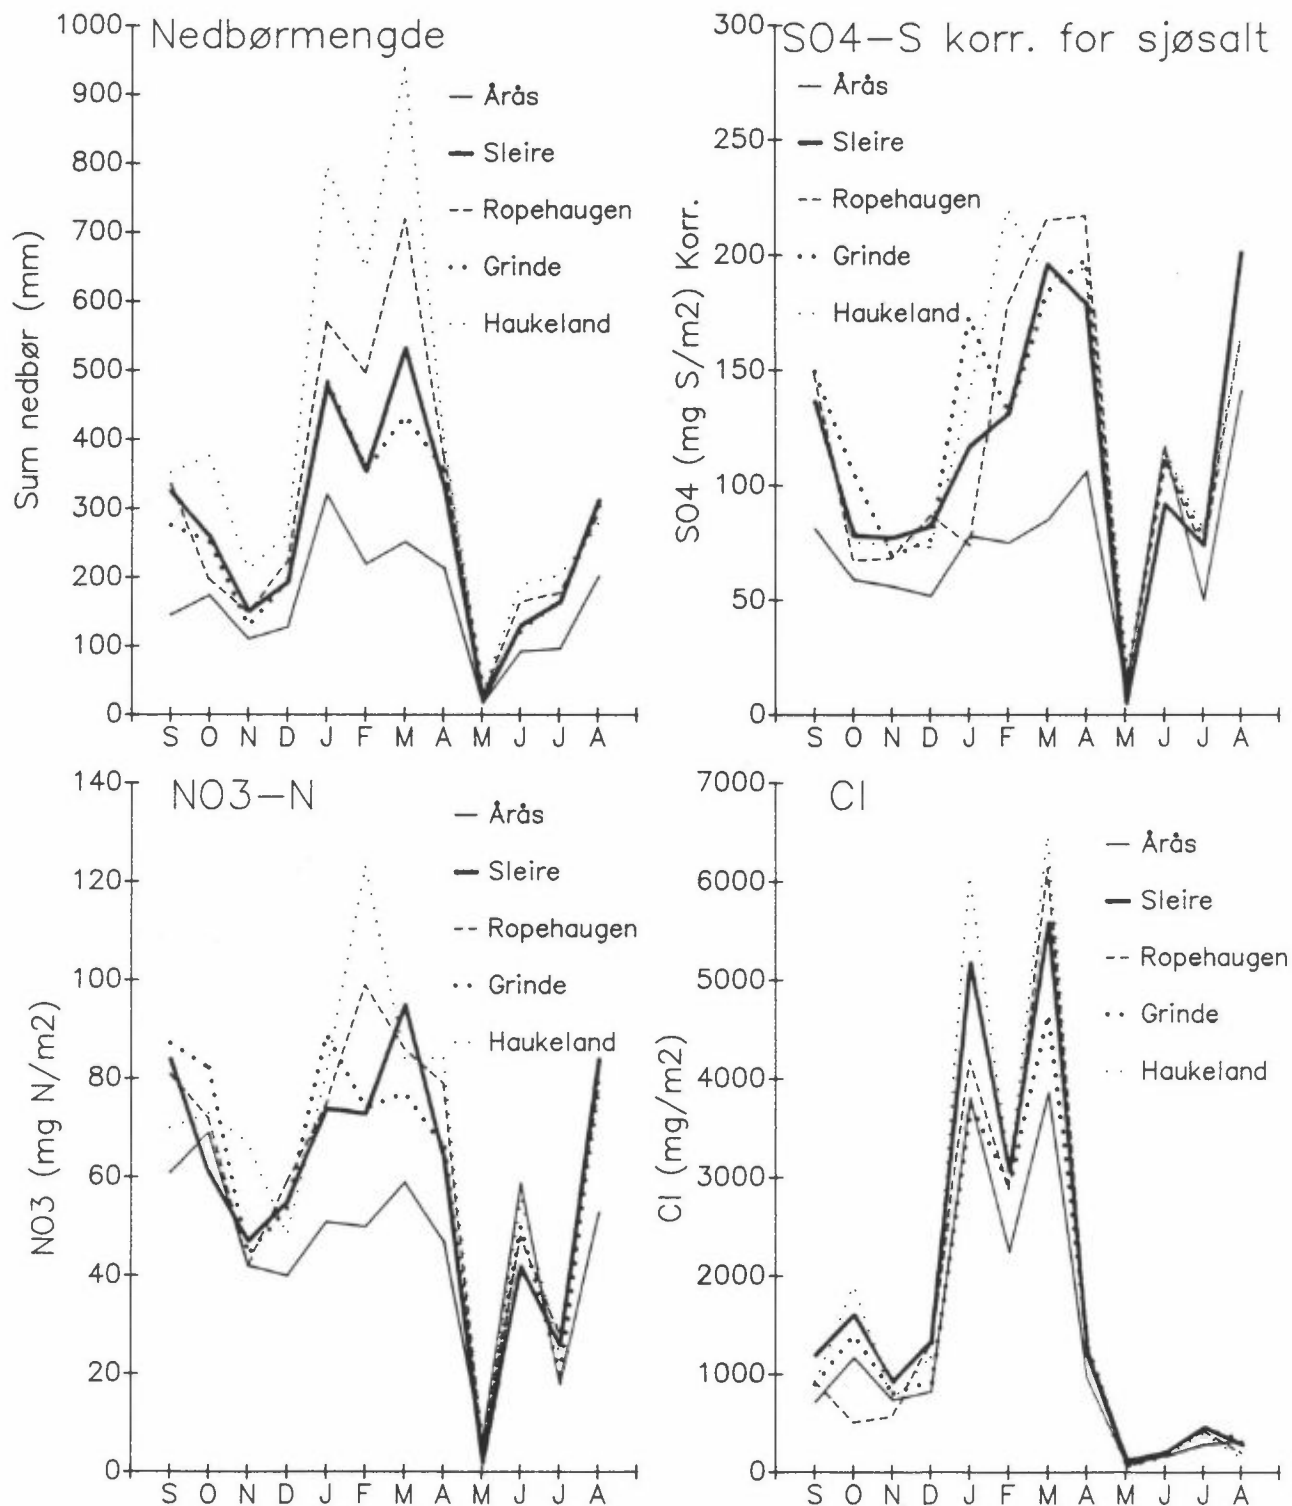 Nedbørmengde
Sum nedbør (mm)
1000
900
800
700
600
500
400
300
200
100
0
S O N D J F M A M J J A
Årås
Sleire
Ropehaugen
Grinde
Haukeland
SO4-S korr. for sjøsalt
SO4 (mg S/m2) Korr.
300
250
200
150
100
50
0
S O N D J F M A M J J A
Årås
Sleire
Ropehaugen
Grinde
Haukeland
NO3-N
NO3 (mg N/m2)
140
120
100
80
60
40
20
0
S O N D J F M A M J J A
Årås
Sleire
Ropehaugen
Grinde
Haukeland
Cl
Cl (mg/m2)
7000
6000
5000
4000
3000
2000
1000
0
S O N D J F M A M J J A
Årås
Sleire
Ropehaugen
Grinde
Haukeland